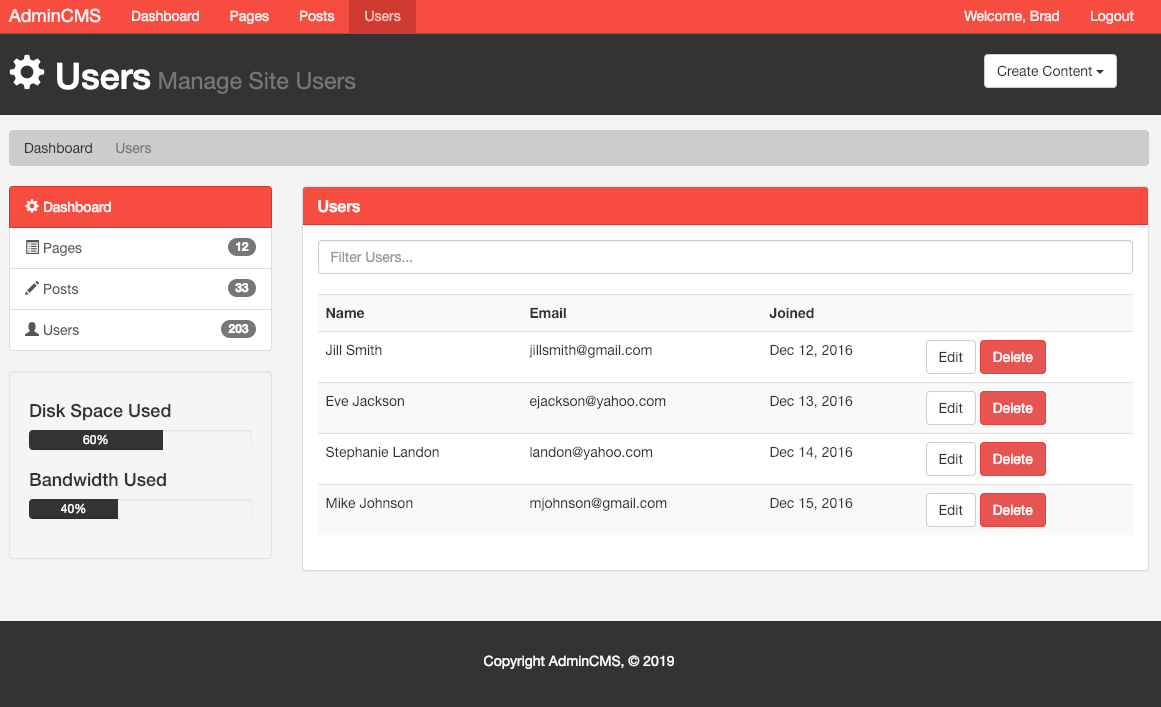 AdminCMS Dashboard Pages Posts Users Welcome, Brad Logout
Users Manage Site Users
Create Content
Dashboard Users
Dashboard
Pages 12
Posts 33
Users 203
Disk Space Used
60%
Bandwidth Used
40%
Users
Filter Users...
Name Email Joined
Jill Smith jillsmith@gmail.com Dec 12, 2016 Edit Delete
Eve Jackson ejackson@yahoo.com Dec 13, 2016 Edit Delete
Stephanie Landon landon@yahoo.com Dec 14, 2016 Edit Delete
Mike Johnson mjohnson@gmail.com Dec 15, 2016 Edit Delete
Copyright AdminCMS, © 2019